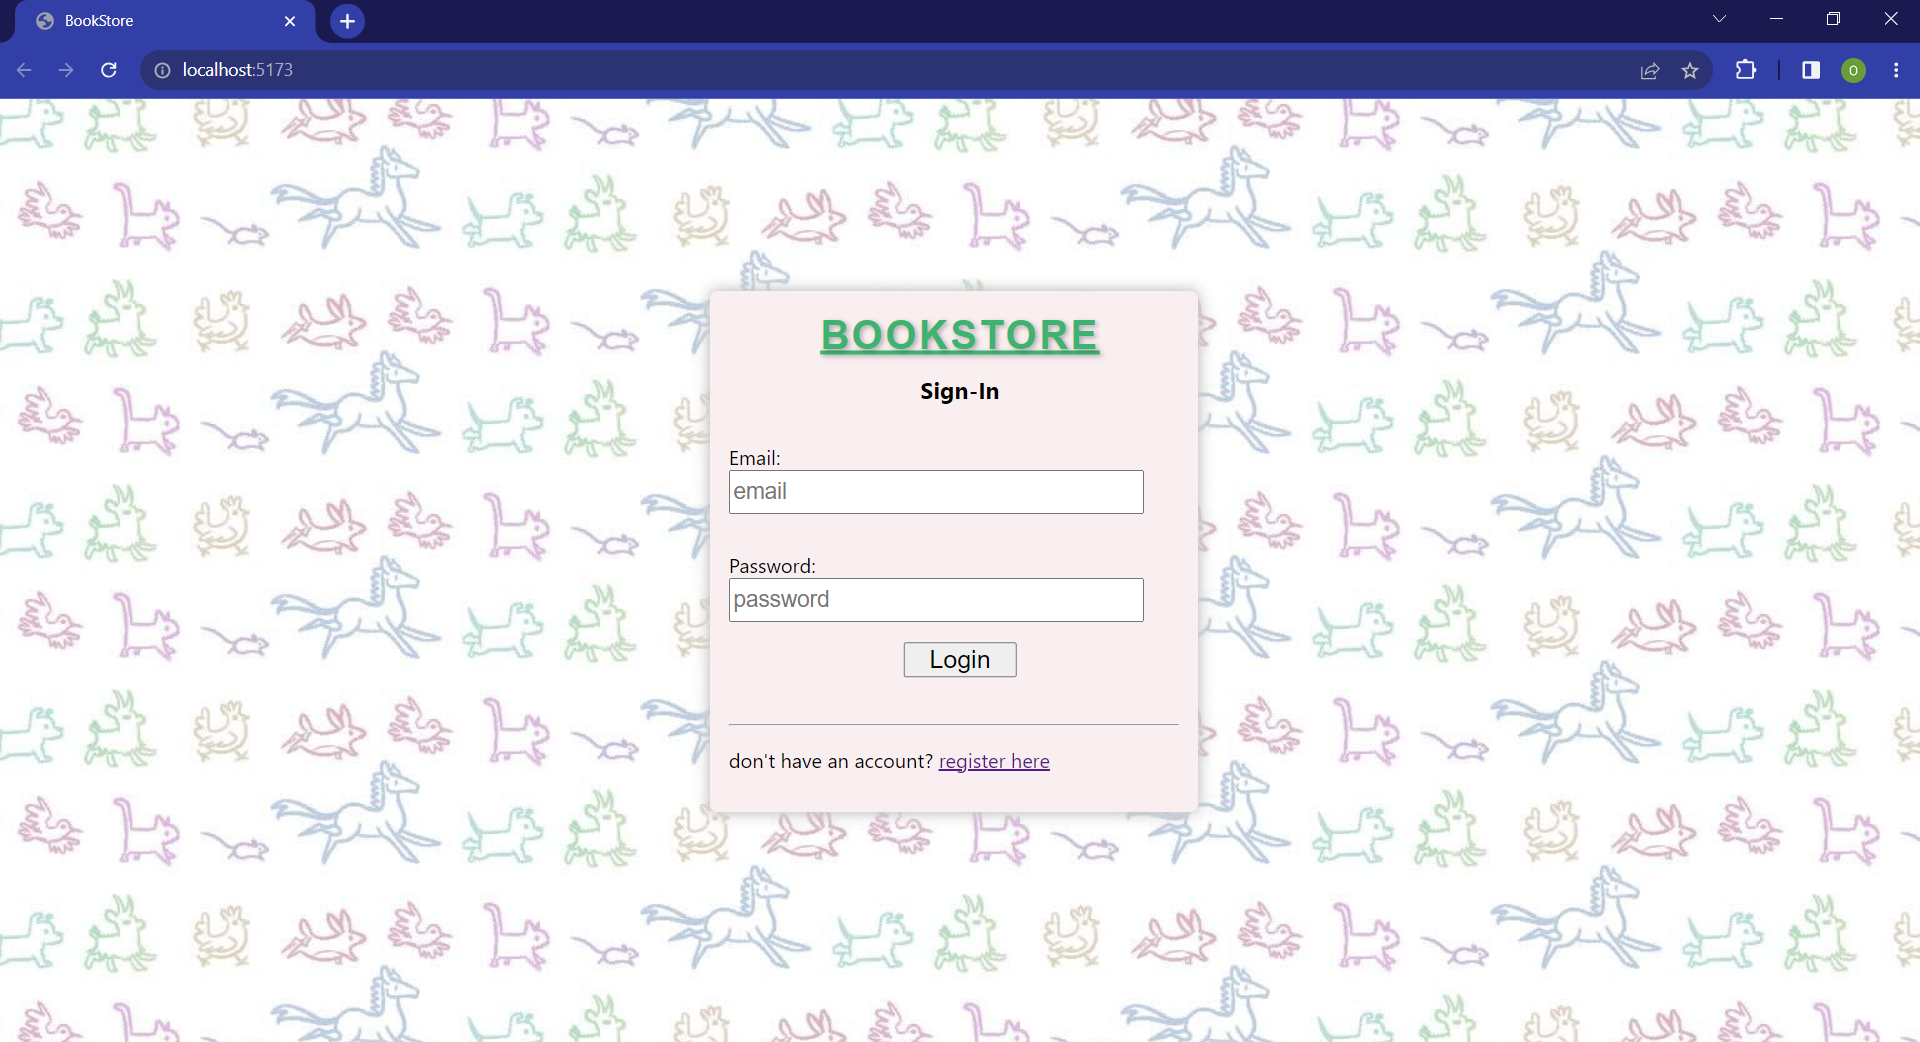 BookStore
localhost:5173
O
BOOKSTORE
Sign-In
Email:
email
Password:
password
Login
don't have an account? register here